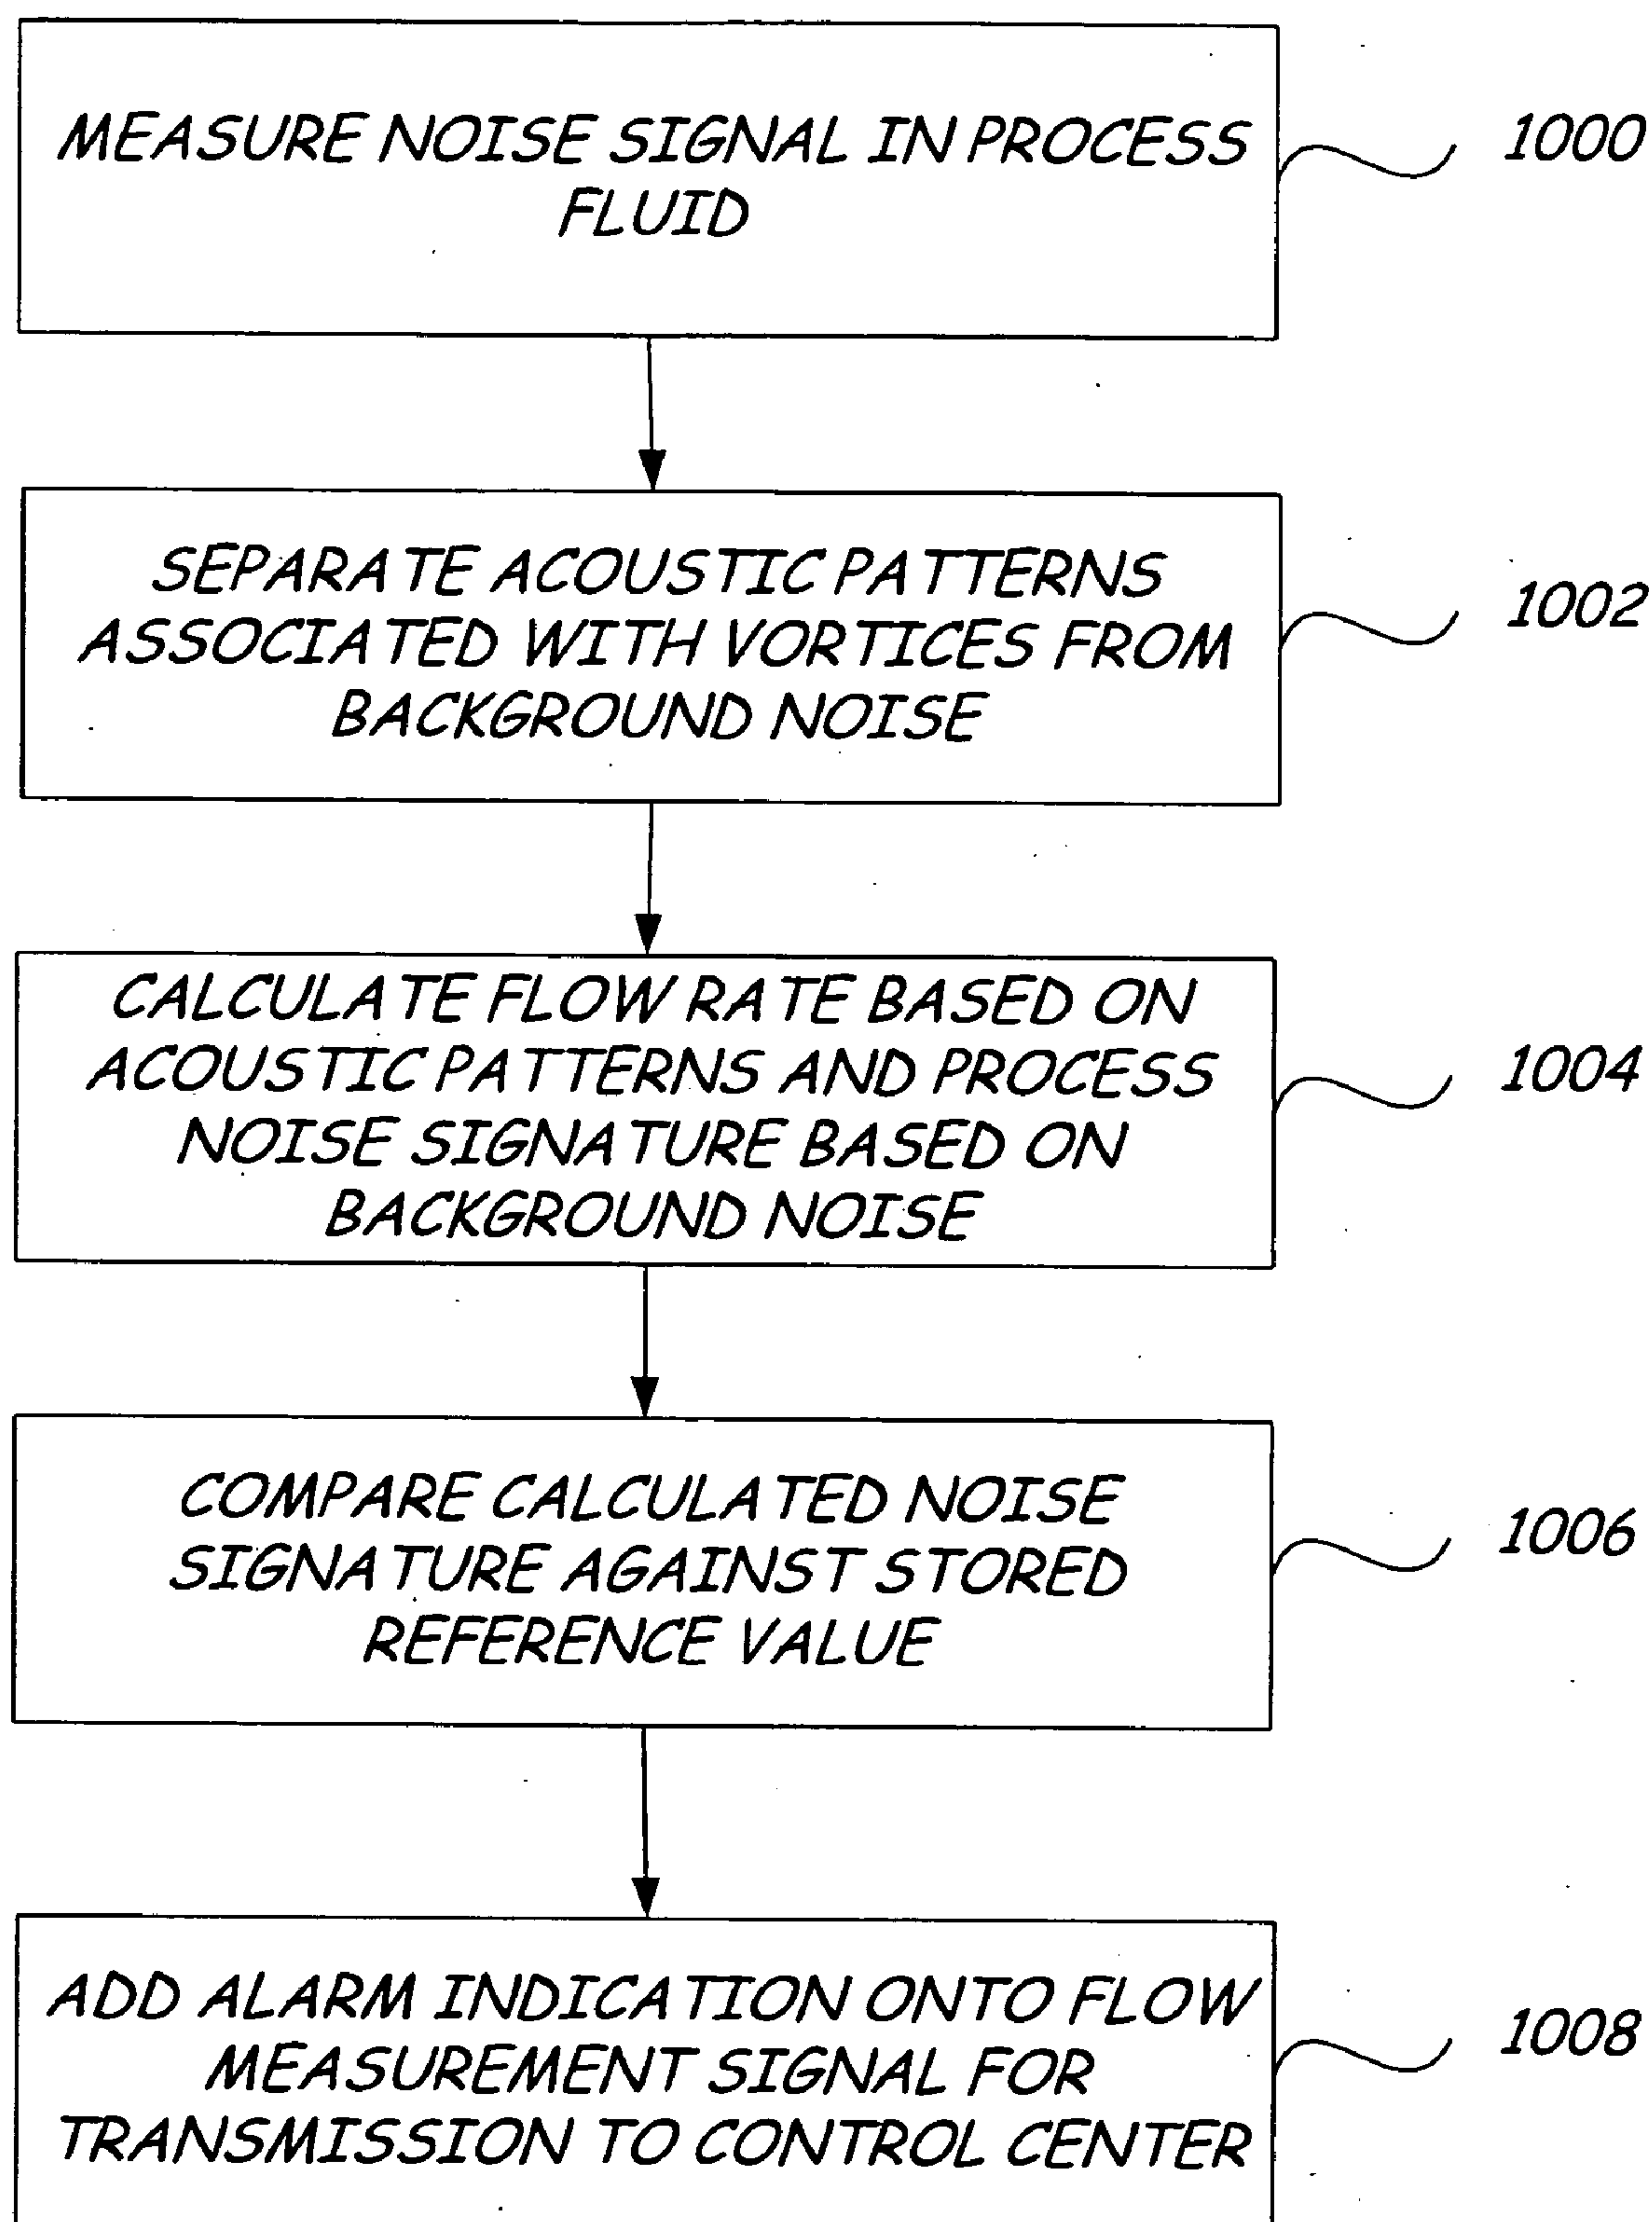 MEASURE NOISE SIGNAL IN PROCESS
FLUID
1000
SEPARATE ACOUSTIC PATTERNS
ASSOCIATED WITH VORTICES FROM
BACKGROUND NOISE
1002
CALCULATE FLOW RATE BASED ON
ACOUSTIC PATTERNS AND PROCESS
NOISE SIGNATURE BASED ON
BACKGROUND NOISE
1004
COMPARE CALCULATED NOISE
SIGNATURE AGAINST STORED
REFERENCE VALUE
1006
ADD ALARM INDICATION ONTO FLOW
MEASUREMENT SIGNAL FOR
TRANSMISSION TO CONTROL CENTER
1008